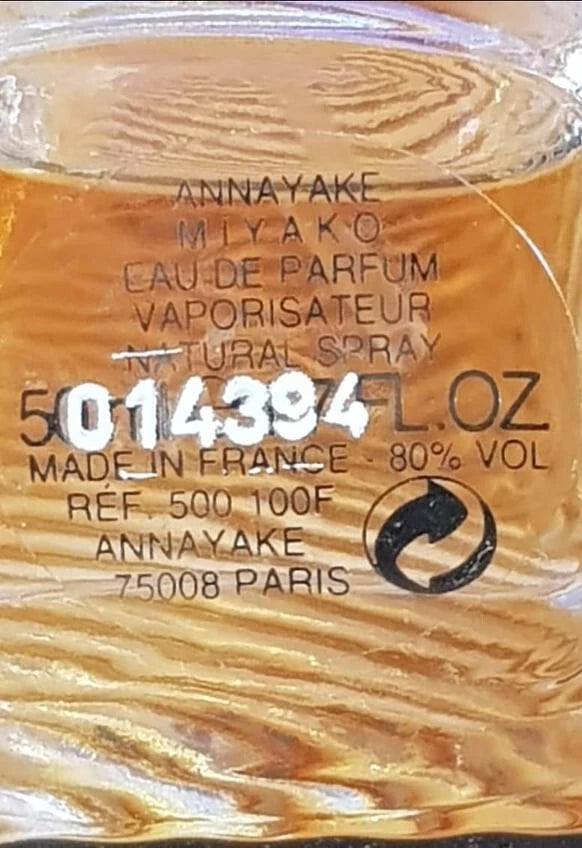 ANNAYAKE
MIYAKO
EAU DE PARFUM
VAPORISATEUR
NATURAL SPRAY
014394
FL.OZ
MADE IN FRANCE - 80% VOL
RÉF. 500 100F
ANNAYAKE
75008 PARIS